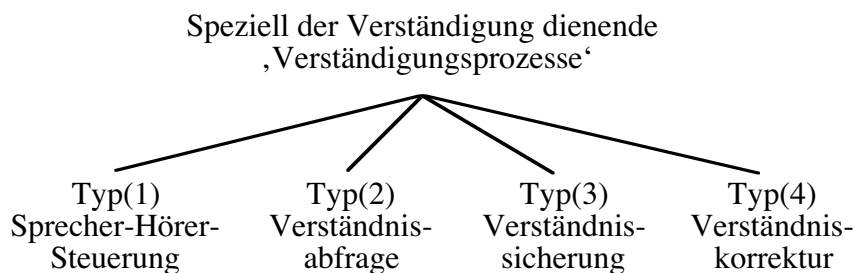 Speziell der Verständigung dienende
‚Verständigungsprozesse‘
Typ(1)
Sprecher-Hörer-
Steuerung
Typ(2)
Verständnis-
abfrage
Typ(3)
Verständnis-
sicherung
Typ(4)
Verständnis-
korrektur